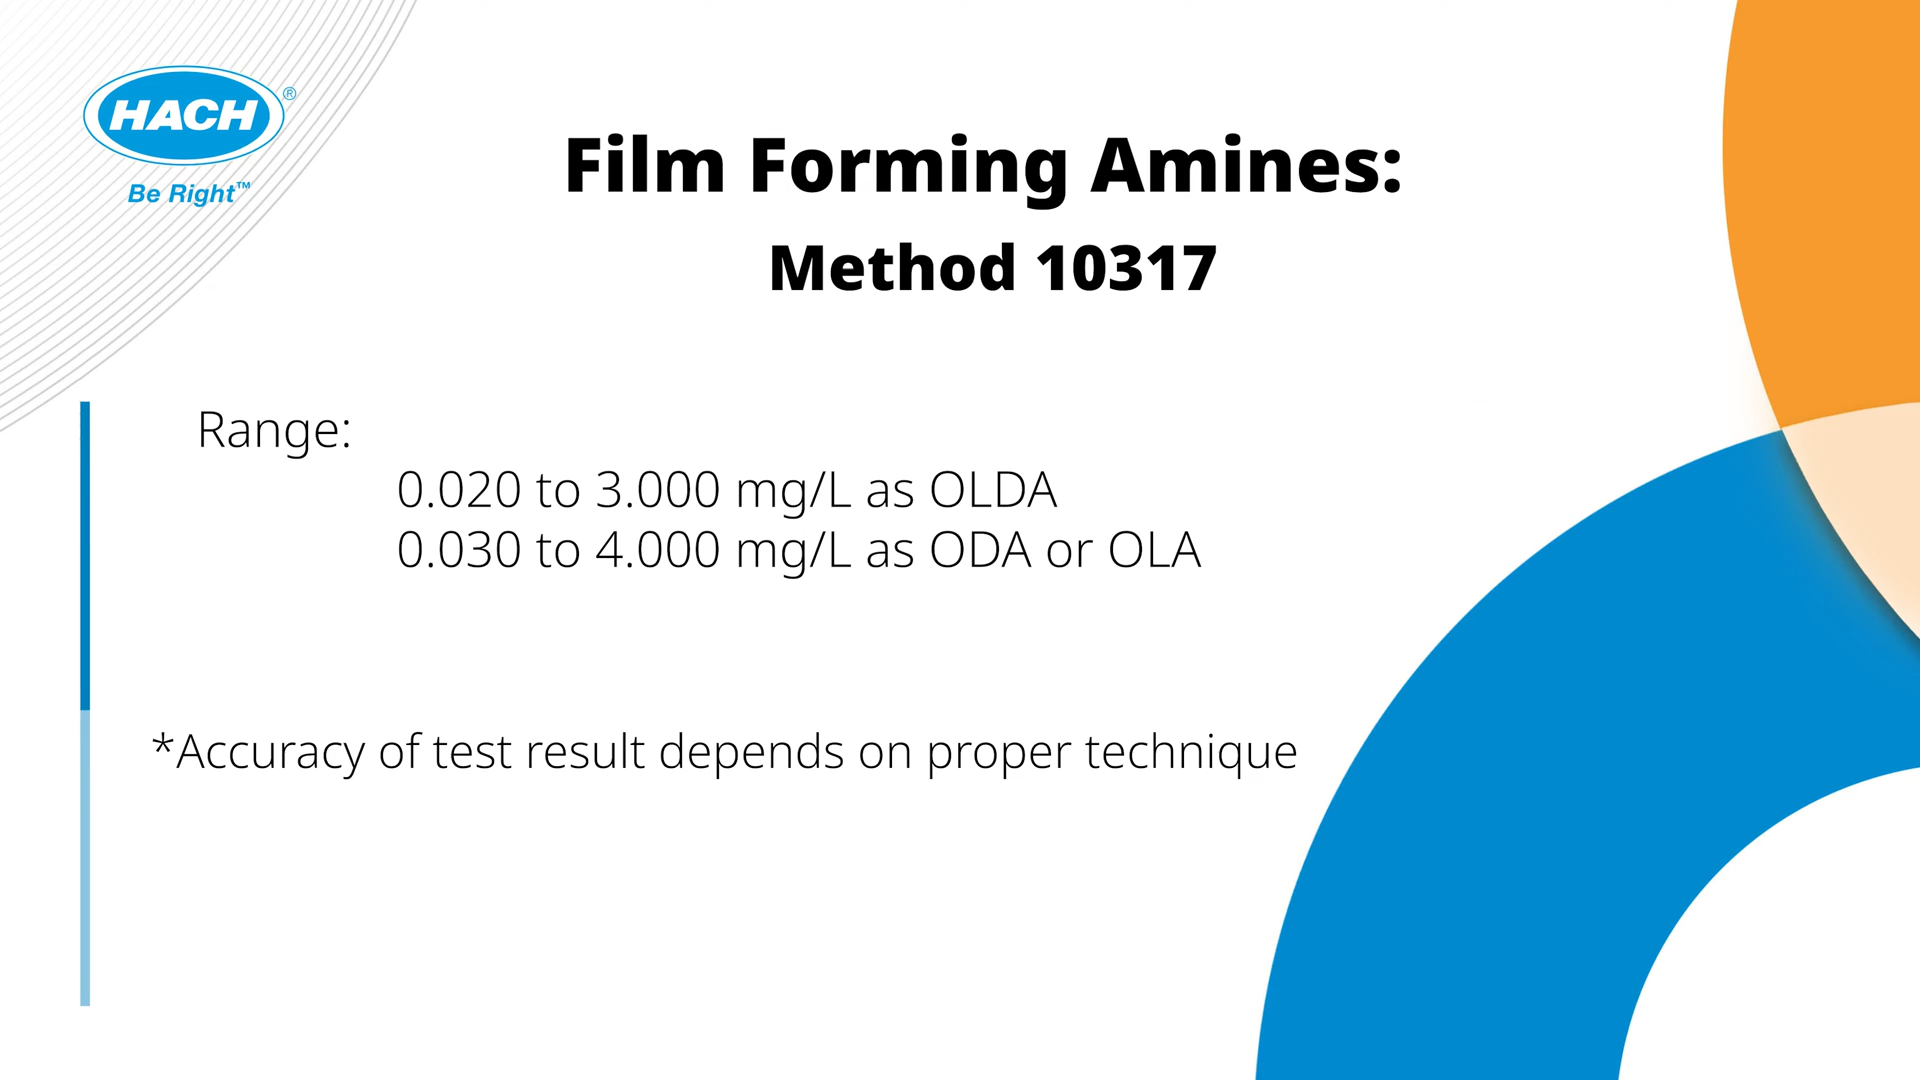 HACH®
Be Right™
Film Forming Amines:
Method 10317
Range:
0.020 to 3.000 mg/L as OLDA
0.030 to 4.000 mg/L as ODA or OLA
*Accuracy of test result depends on proper technique